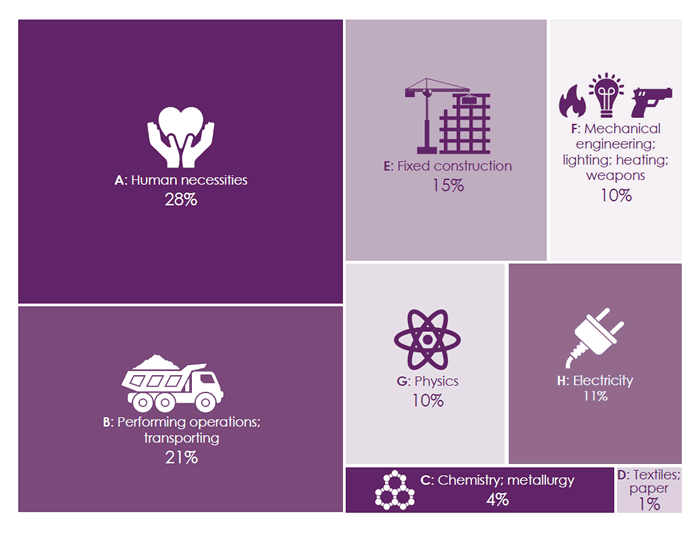 A: Human necessities
28%
B: Performing operations;
transporting
21%
E: Fixed construction
15%
F: Mechanical
engineering;
lighting; heating;
weapons
10%
G: Physics
10%
H: Electricity
11%
C: Chemistry; metallurgy
4%
D: Textiles;
paper
1%